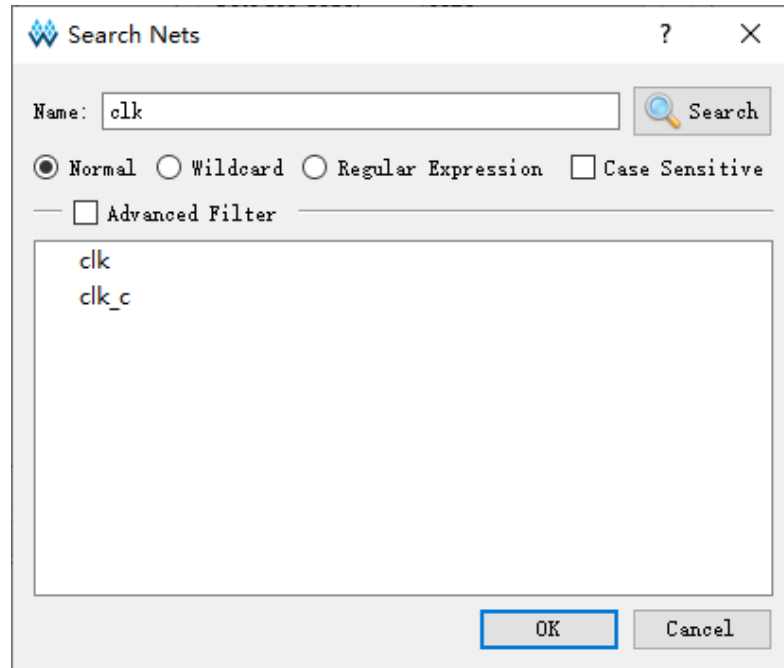 Search Nets
?
Name: clk
Search
Normal Wildcard Regular Expression Case Sensitive
Advanced Filter
clk
clk_c
OK Cancel